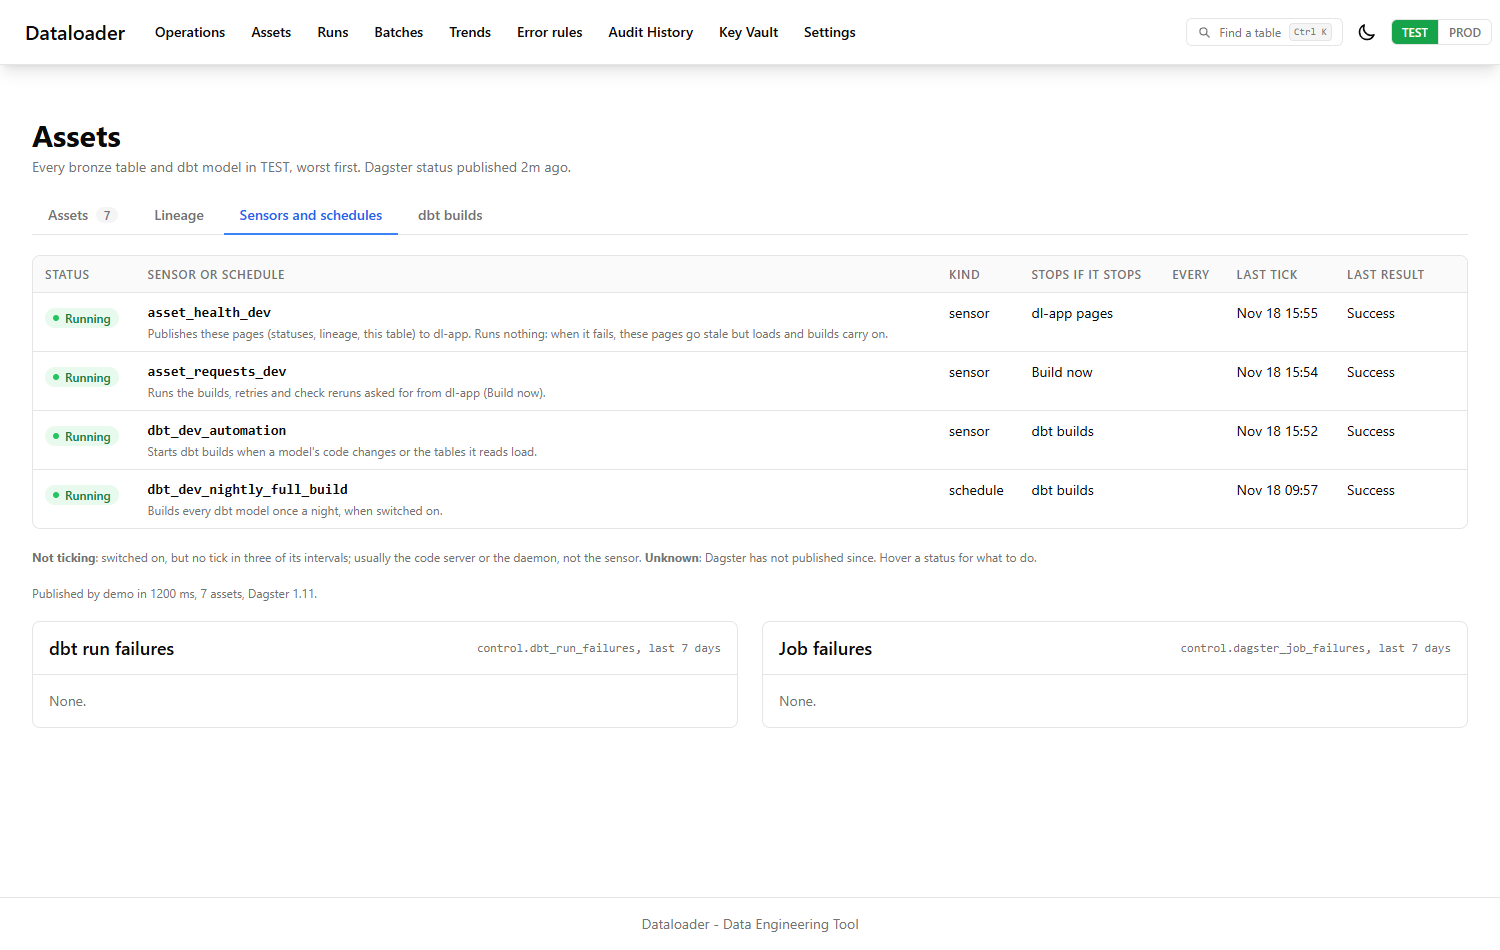 Dataloader Operations Assets Runs Batches Trends Error rules Audit History Key Vault Settings Find a table Ctrl K TEST PROD
Assets
Every bronze table and dbt model in TEST, worst first. Dagster status published 2m ago.
Assets 7 Lineage Sensors and schedules dbt builds
STATUS SENSOR OR SCHEDULE KIND STOPS IF IT STOPS EVERY LAST TICK LAST RESULT
Running asset_health_dev sensor dl-app pages Nov 18 15:55 Success
Publishes these pages (statuses, lineage, this table) to dl-app. Runs nothing: when it fails, these pages go stale but loads and builds carry on.
Running asset_requests_dev sensor Build now Nov 18 15:54 Success
Runs the builds, retries and check reruns asked for from dl-app (Build now).
Running dbt_dev_automation sensor dbt builds Nov 18 15:52 Success
Starts dbt builds when a model's code changes or the tables it reads load.
Running dbt_dev_nightly_full_build schedule dbt builds Nov 18 09:57 Success
Builds every dbt model once a night, when switched on.
Not ticking: switched on, but no tick in three of its intervals; usually the code server or the daemon, not the sensor. Unknown: Dagster has not published since. Hover a status for what to do.
Published by demo in 1200 ms, 7 assets, Dagster 1.11.
dbt run failures control.dbt_run_failures, last 7 days
None.
Job failures control.dagster_job_failures, last 7 days
None.
Dataloader - Data Engineering Tool